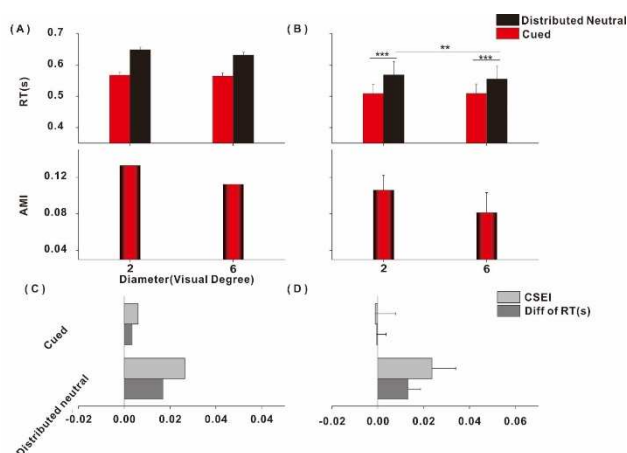 Distributed Neutral
Cued
( A )
( B )
0.7
0.6
0.5
0.4
RT(s)
***
**
***
0.12
0.08
0.04
AMI
2
6
2
6
Diameter(Visual Degree)
( C )
( D )
CSEI
Diff of RT(s)
Cued
Distributed neutral
-0.02
0.00
0.02
0.04
0.06
-0.02
0.00
0.02
0.04
0.06